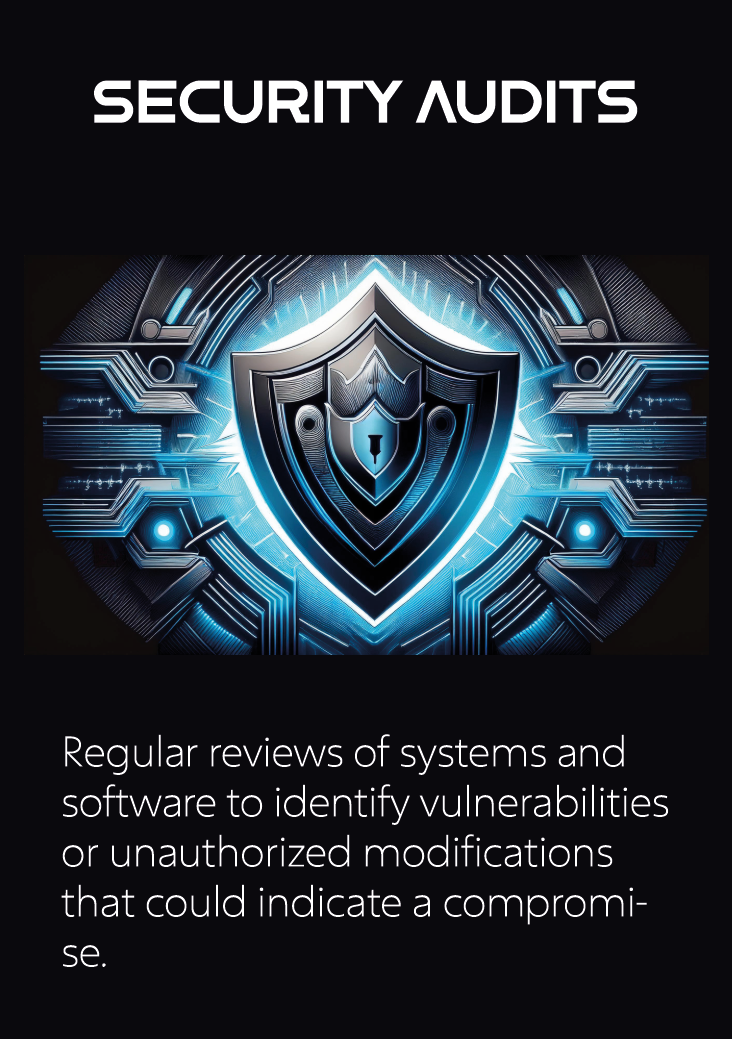 SECURITY AUDITS
Regular reviews of systems and
software to identify vulnerabilities
or unauthorized modifications
that could indicate a compromi-
se.